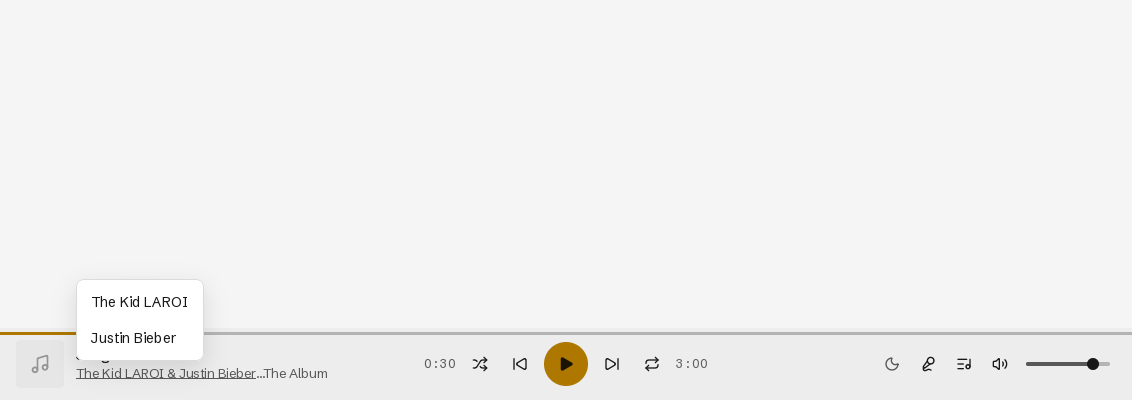 The Kid LAROI
Justin Bieber
The Kid LAROI & Justin Bieber...The Album
0:30
3:00